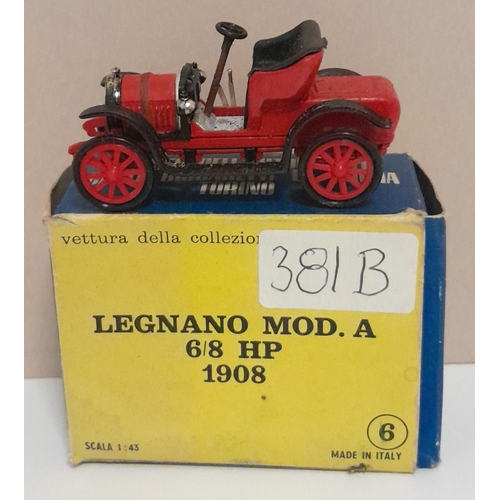 TORINO
vettura della collezion
381B
LEGNANO MOD. A
6/8 HP
1908
SCALA 1:43
6
MADE IN ITALY